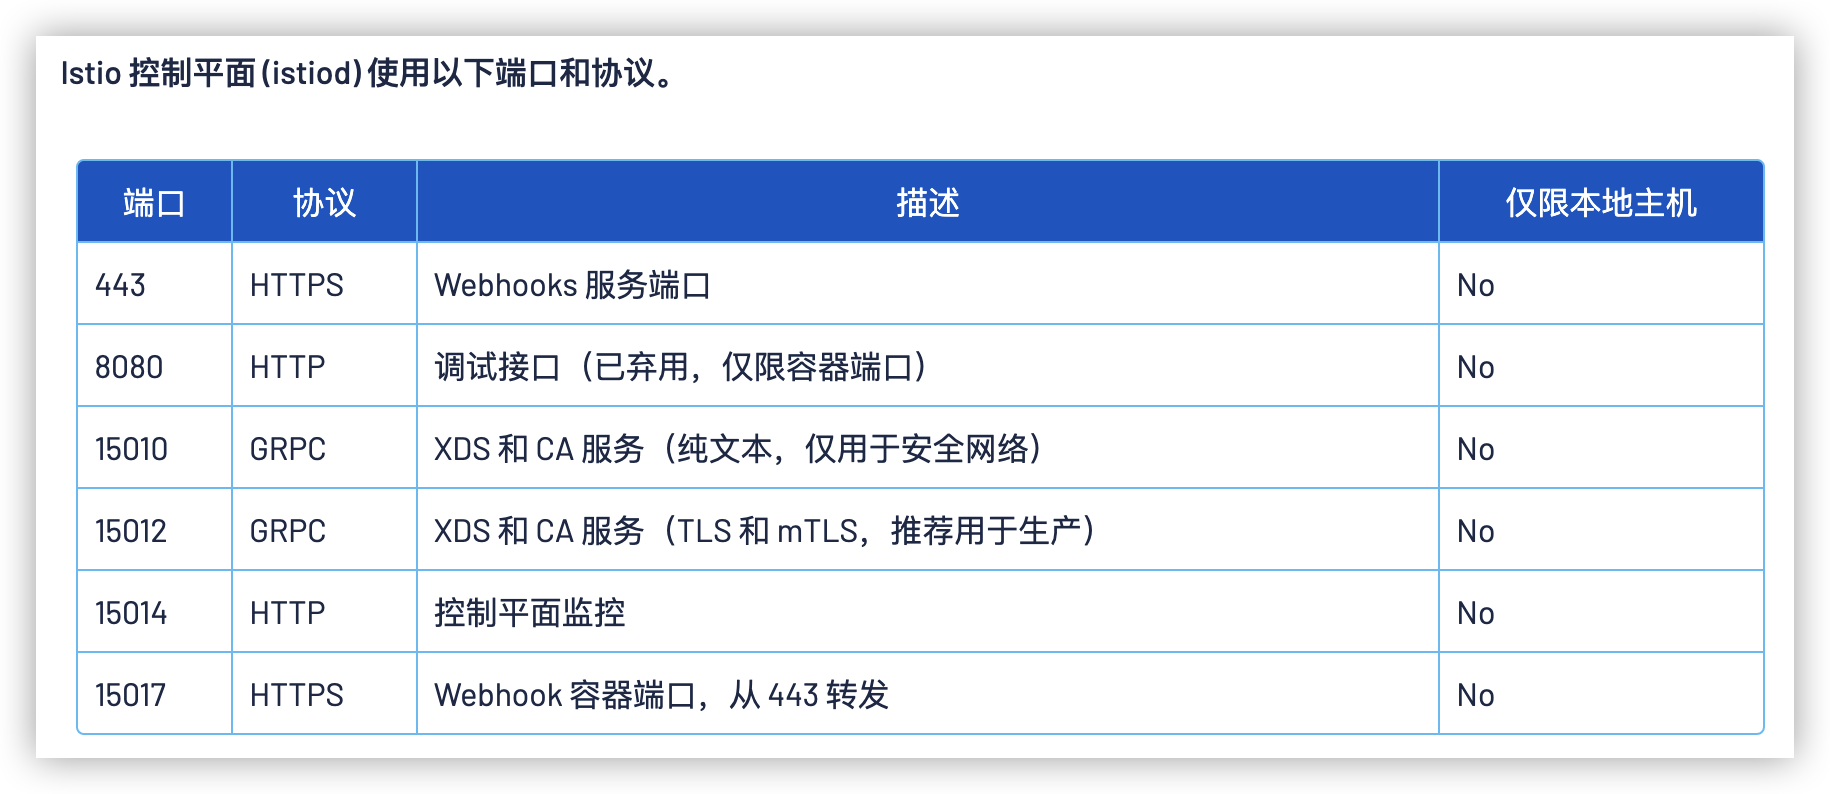 Istio 控制平面(istiod)使用以下端口和协议。
端口 协议 描述 仅限本地主机
443 HTTPS Webhooks 服务端口 No
8080 HTTP 调试接口（已弃用，仅限容器端口） No
15010 GRPC XDS 和 CA 服务（纯文本，仅用于安全网络） No
15012 GRPC XDS 和 CA 服务（TLS 和 mTLS，推荐用于生产） No
15014 HTTP 控制平面监控 No
15017 HTTPS Webhook 容器端口，从 443 转发 No